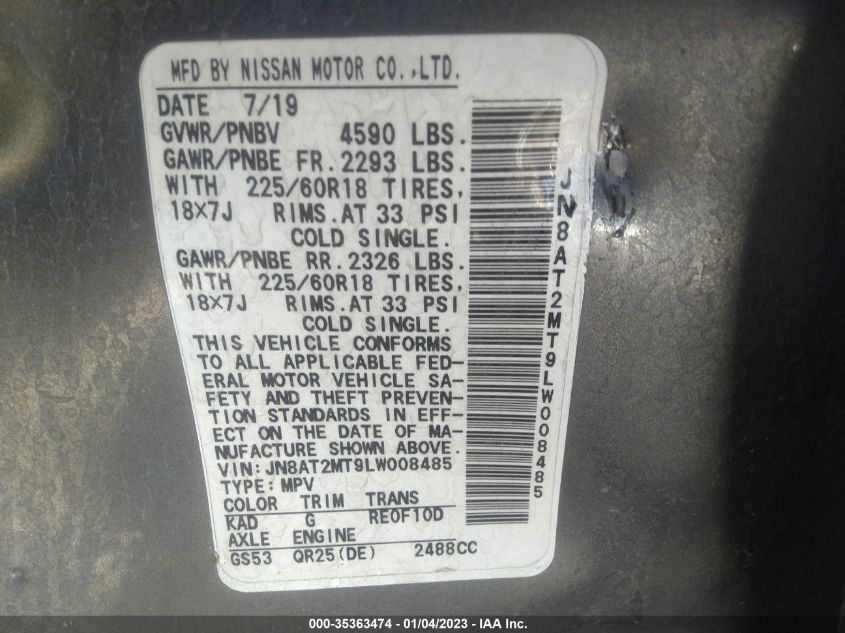 MFD BY NISSAN MOTOR CO.,LTD.
DATE 7/19
GVWR/PNBV 4590 LBS.
GAWR/PNBE FR.2293 LBS.
WITH 225/60R18 TIRES,
18X7J RIMS.AT 33 PSI
COLD SINGLE.
GAWR/PNBE RR.2326 LBS.
WITH 225/60R18 TIRES,
18X7J RIMS.AT 33 PSI
COLD SINGLE.
THIS VEHICLE CONFORMS
TO ALL APPLICABLE FED-
ERAL MOTOR VEHICLE SA-
FETY AND THEFT PREVEN-
TION STANDARDS IN EFF-
ECT ON THE DATE OF MA-
NUFACTURE SHOWN ABOVE.
VIN:JN8AT2MT9LW008485
TYPE:MPV
COLOR TRIM TRANS
KAD G RE0F10D
AXLE ENGINE
GS53 QR25(DE) 2488CC
JN8AT2MT9LW008485
000-35363474 - 01/04/2023 - IAA Inc.